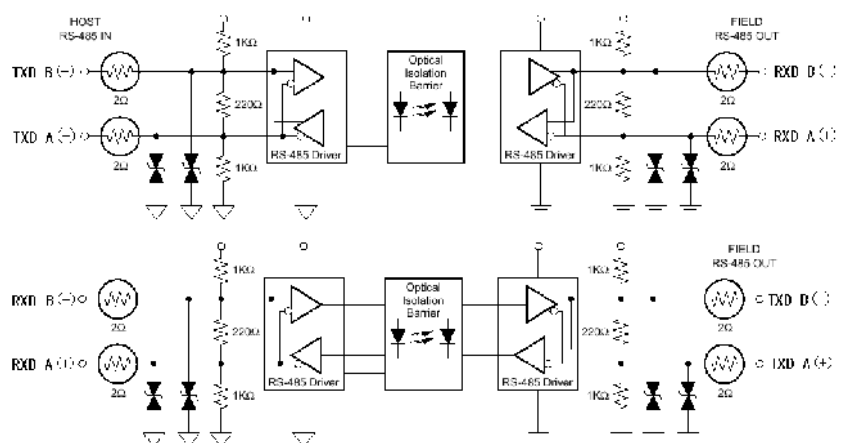 HOST
RS-485 IN
FIELD
RS-485 OUT
1KΩ
1KΩ
Optical
Isolation
Barrier
TXD B(-)
RXD B( )
2Ω
220Ω
220Ω
2Ω
TXD A(-)
RXD A(+)
2Ω
1KΩ
RS-485 Driver
RS-485 Driver
1KΩ
2Ω
FIELD
RS-485 OUT
1KΩ
1KΩ
Optical
Isolation
Barrier
RXD B(-)
TXD B( )
2Ω
220Ω
220Ω
2Ω
RXD A(+)
TXD A(+)
2Ω
1KΩ
RS-485 Driver
RS-485 Driver
1KΩ
2Ω